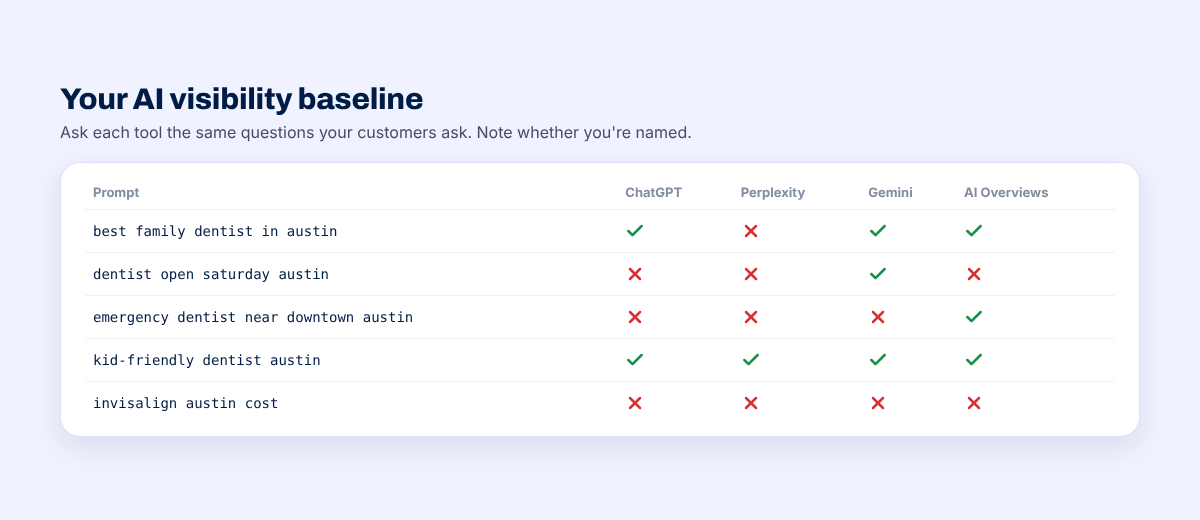 Your AI visibility baseline
Ask each tool the same questions your customers ask. Note whether you're named.
Prompt ChatGPT Perplexity Gemini AI Overviews
best family dentist in austin ✓ ✗ ✓ ✓
dentist open saturday austin ✗ ✗ ✓ ✗
emergency dentist near downtown austin ✗ ✗ ✗ ✓
kid-friendly dentist austin ✓ ✓ ✓ ✓
invisalign austin cost ✗ ✗ ✗ ✗